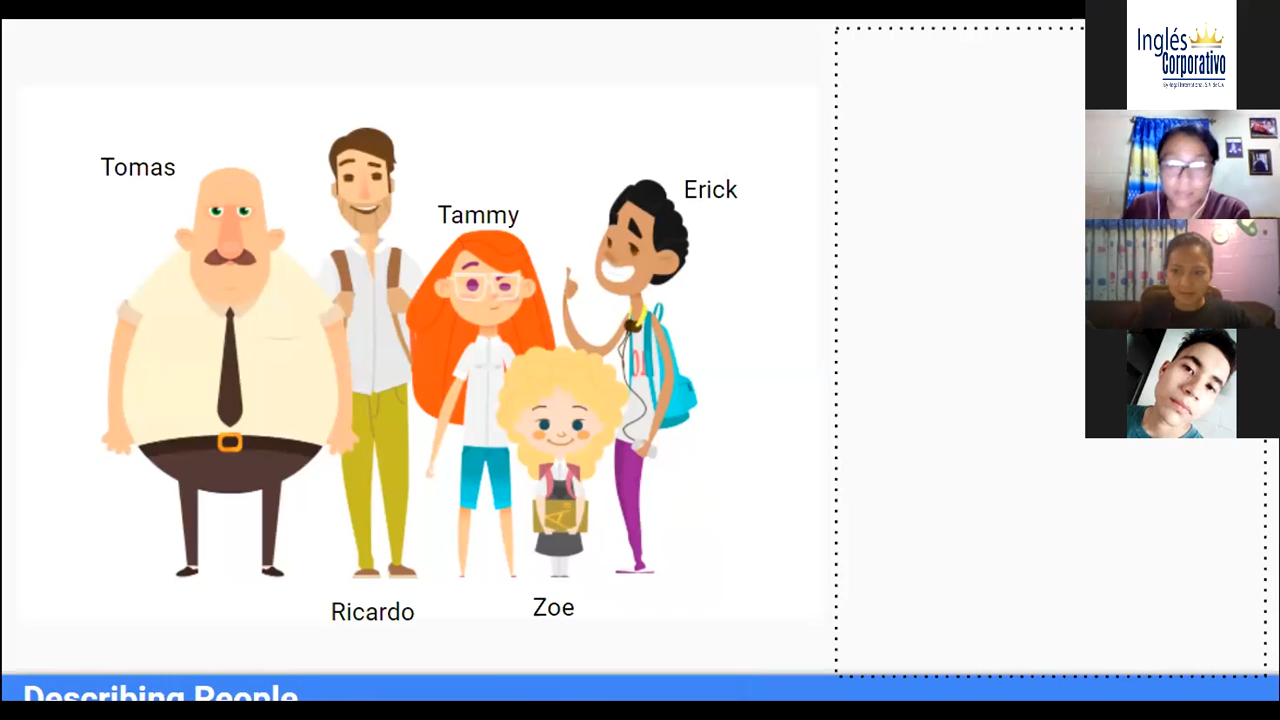 Inglés
Corporativo
Tomas
Erick
Tammy
Ricardo
Zoe
Describing People